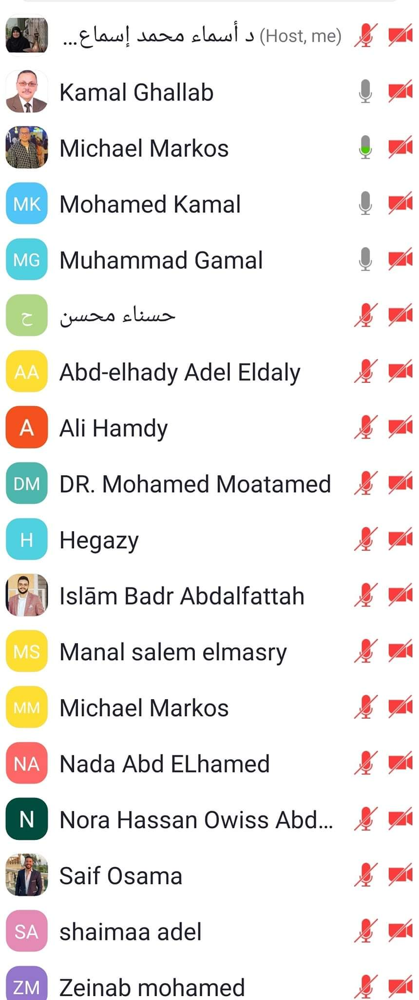 د أسماء محمد إسماع... (Host, me)
Kamal Ghallab
Michael Markos
MK Mohamed Kamal
MG Muhammad Gamal
ح حسناء محسن
AA Abd-elhady Adel Eldaly
A Ali Hamdy
DM DR. Mohamed Moatamed
H Hegazy
Islām Badr Abdalfattah
MS Manal salem elmasry
MM Michael Markos
NA Nada Abd ELhamed
N Nora Hassan Owiss Abd...
Saif Osama
SA shaimaa adel
ZM Zeinab mohamed